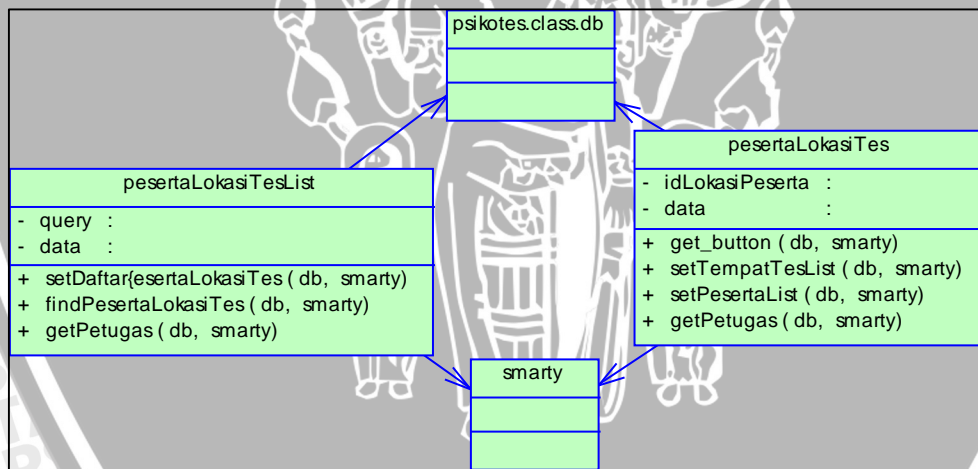 psikotes.class.db
pesertaLokasiTes
- idLokasiPeserta :
- data :
+ get_button ( db, smarty)
+ setTempatTesList ( db, smarty)
+ setPesertaList ( db, smarty)
+ getPetugas ( db, smarty)
pesertaLokasiTesList
- query :
- data :
+ setDaftar{esertaLokasiTes ( db, smarty)
+ findPesertaLokasiTes ( db, smarty)
+ getPetugas ( db, smarty)
smarty